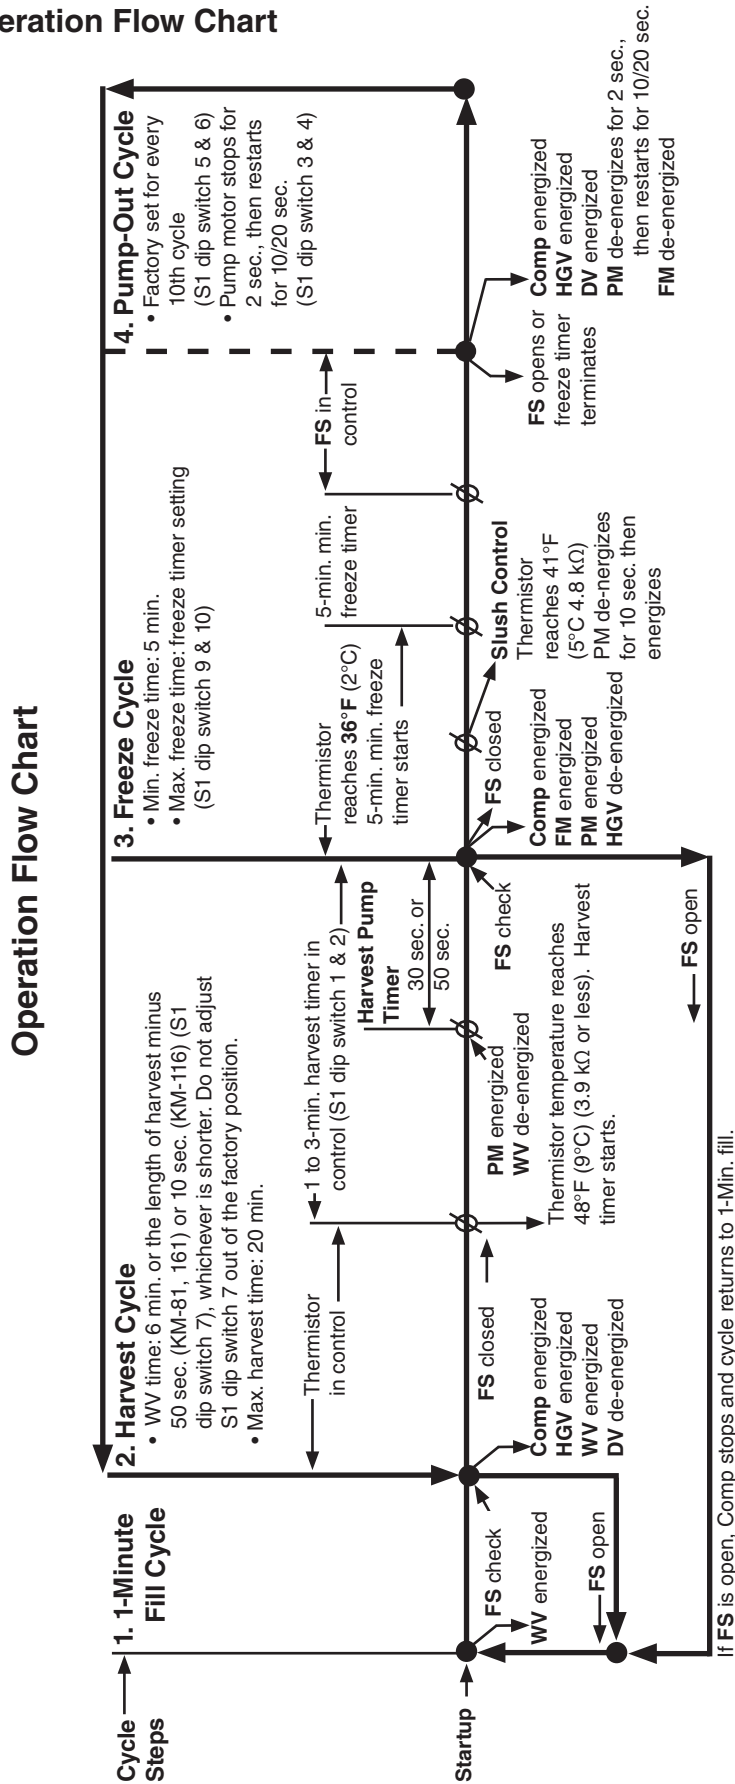 eration Flow Chart
Operation Flow Chart
Cycle
Steps
1. 1-Minute
Fill Cycle
2. Harvest Cycle
• WV time: 6 min. or the length of harvest minus
50 sec. (KM-81, 161) or 10 sec. (KM-116) (S1
dip switch 7), whichever is shorter. Do not adjust
S1 dip switch 7 out of the factory position.
• Max. harvest time: 20 min.
3. Freeze Cycle
• Min. freeze time: 5 min.
• Max. freeze time: freeze timer setting
(S1 dip switch 9 & 10)
4. Pump-Out Cycle
• Factory set for every
10th cycle
(S1 dip switch 5 & 6)
• Pump motor stops for
2 sec., then restarts
for 10/20 sec.
(S1 dip switch 3 & 4)
Thermistor
in control
1 to 3-min. harvest timer in
control (S1 dip switch 1 & 2)
Harvest Pump
Timer
30 sec. or
50 sec.
Thermistor
reaches 36°F (2°C)
5-min. min. freeze
timer starts
5-min. min.
freeze timer
FS in
control
Startup
FS check
WV energized
FS open
FS closed
Comp energized
HGV energized
WV energized
DV de-energized
PM energized
WV de-energized
Thermistor temperature reaches
48°F (9°C) (3.9 kΩ or less). Harvest
timer starts.
FS check
FS closed
Comp energized
FM energized
PM energized
HGV de-energized
Slush Control
Thermistor
reaches 41°F
(5°C 4.8 kΩ)
PM de-nergizes
for 10 sec. then
energizes
FS opens or
freeze timer
terminates
Comp energized
HGV energized
DV energized
PM de-energizes for 2 sec.,
then restarts for 10/20 sec.
FM de-energized
FS open
If FS is open, Comp stops and cycle returns to 1-Min. fill.